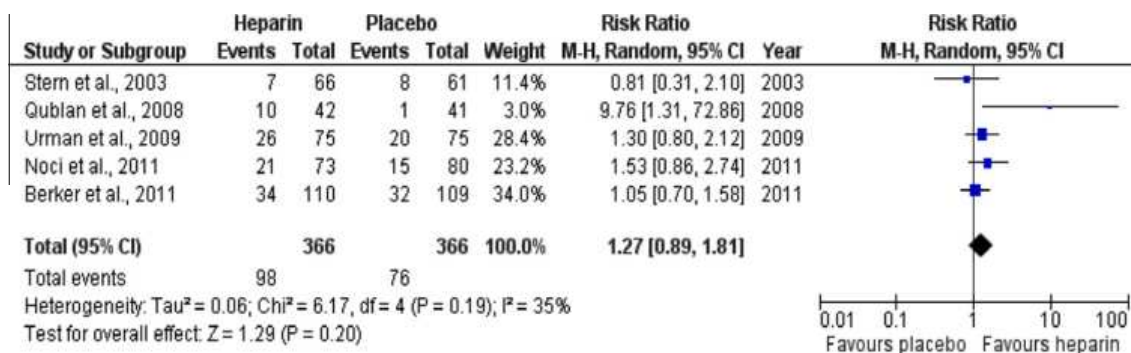 Heparin Placebo Risk Ratio Risk Ratio
Study or Subgroup Events Total Events Total Weight M-H, Random, 95% CI Year M-H, Random, 95% CI
Stern et al., 2003 7 66 8 61 11.4% 0.81 [0.31, 2.10] 2003
Qublan et al., 2008 10 42 1 41 3.0% 9.76 [1.31, 72.86] 2008
Urman et al., 2009 26 75 20 75 28.4% 1.30 [0.80, 2.12] 2009
Noci et al., 2011 21 73 15 80 23.2% 1.53 [0.86, 2.74] 2011
Berker et al., 2011 34 110 32 109 34.0% 1.05 [0.70, 1.58] 2011
Total (95% CI) 366 366 100.0% 1.27 [0.89, 1.81]
Total events 98 76
Heterogeneity: Tau² = 0.06; Chi² = 6.17, df = 4 (P = 0.19); I² = 35%
Test for overall effect: Z = 1.29 (P = 0.20)
0.01 0.1 1 10 100
Favours placebo Favours heparin